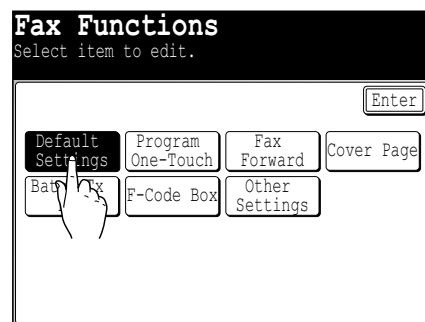 Fax Functions
Select item to edit.
Enter
Default Settings
Program One-Touch
Fax Forward
Cover Page
F-Code Box
Other Settings